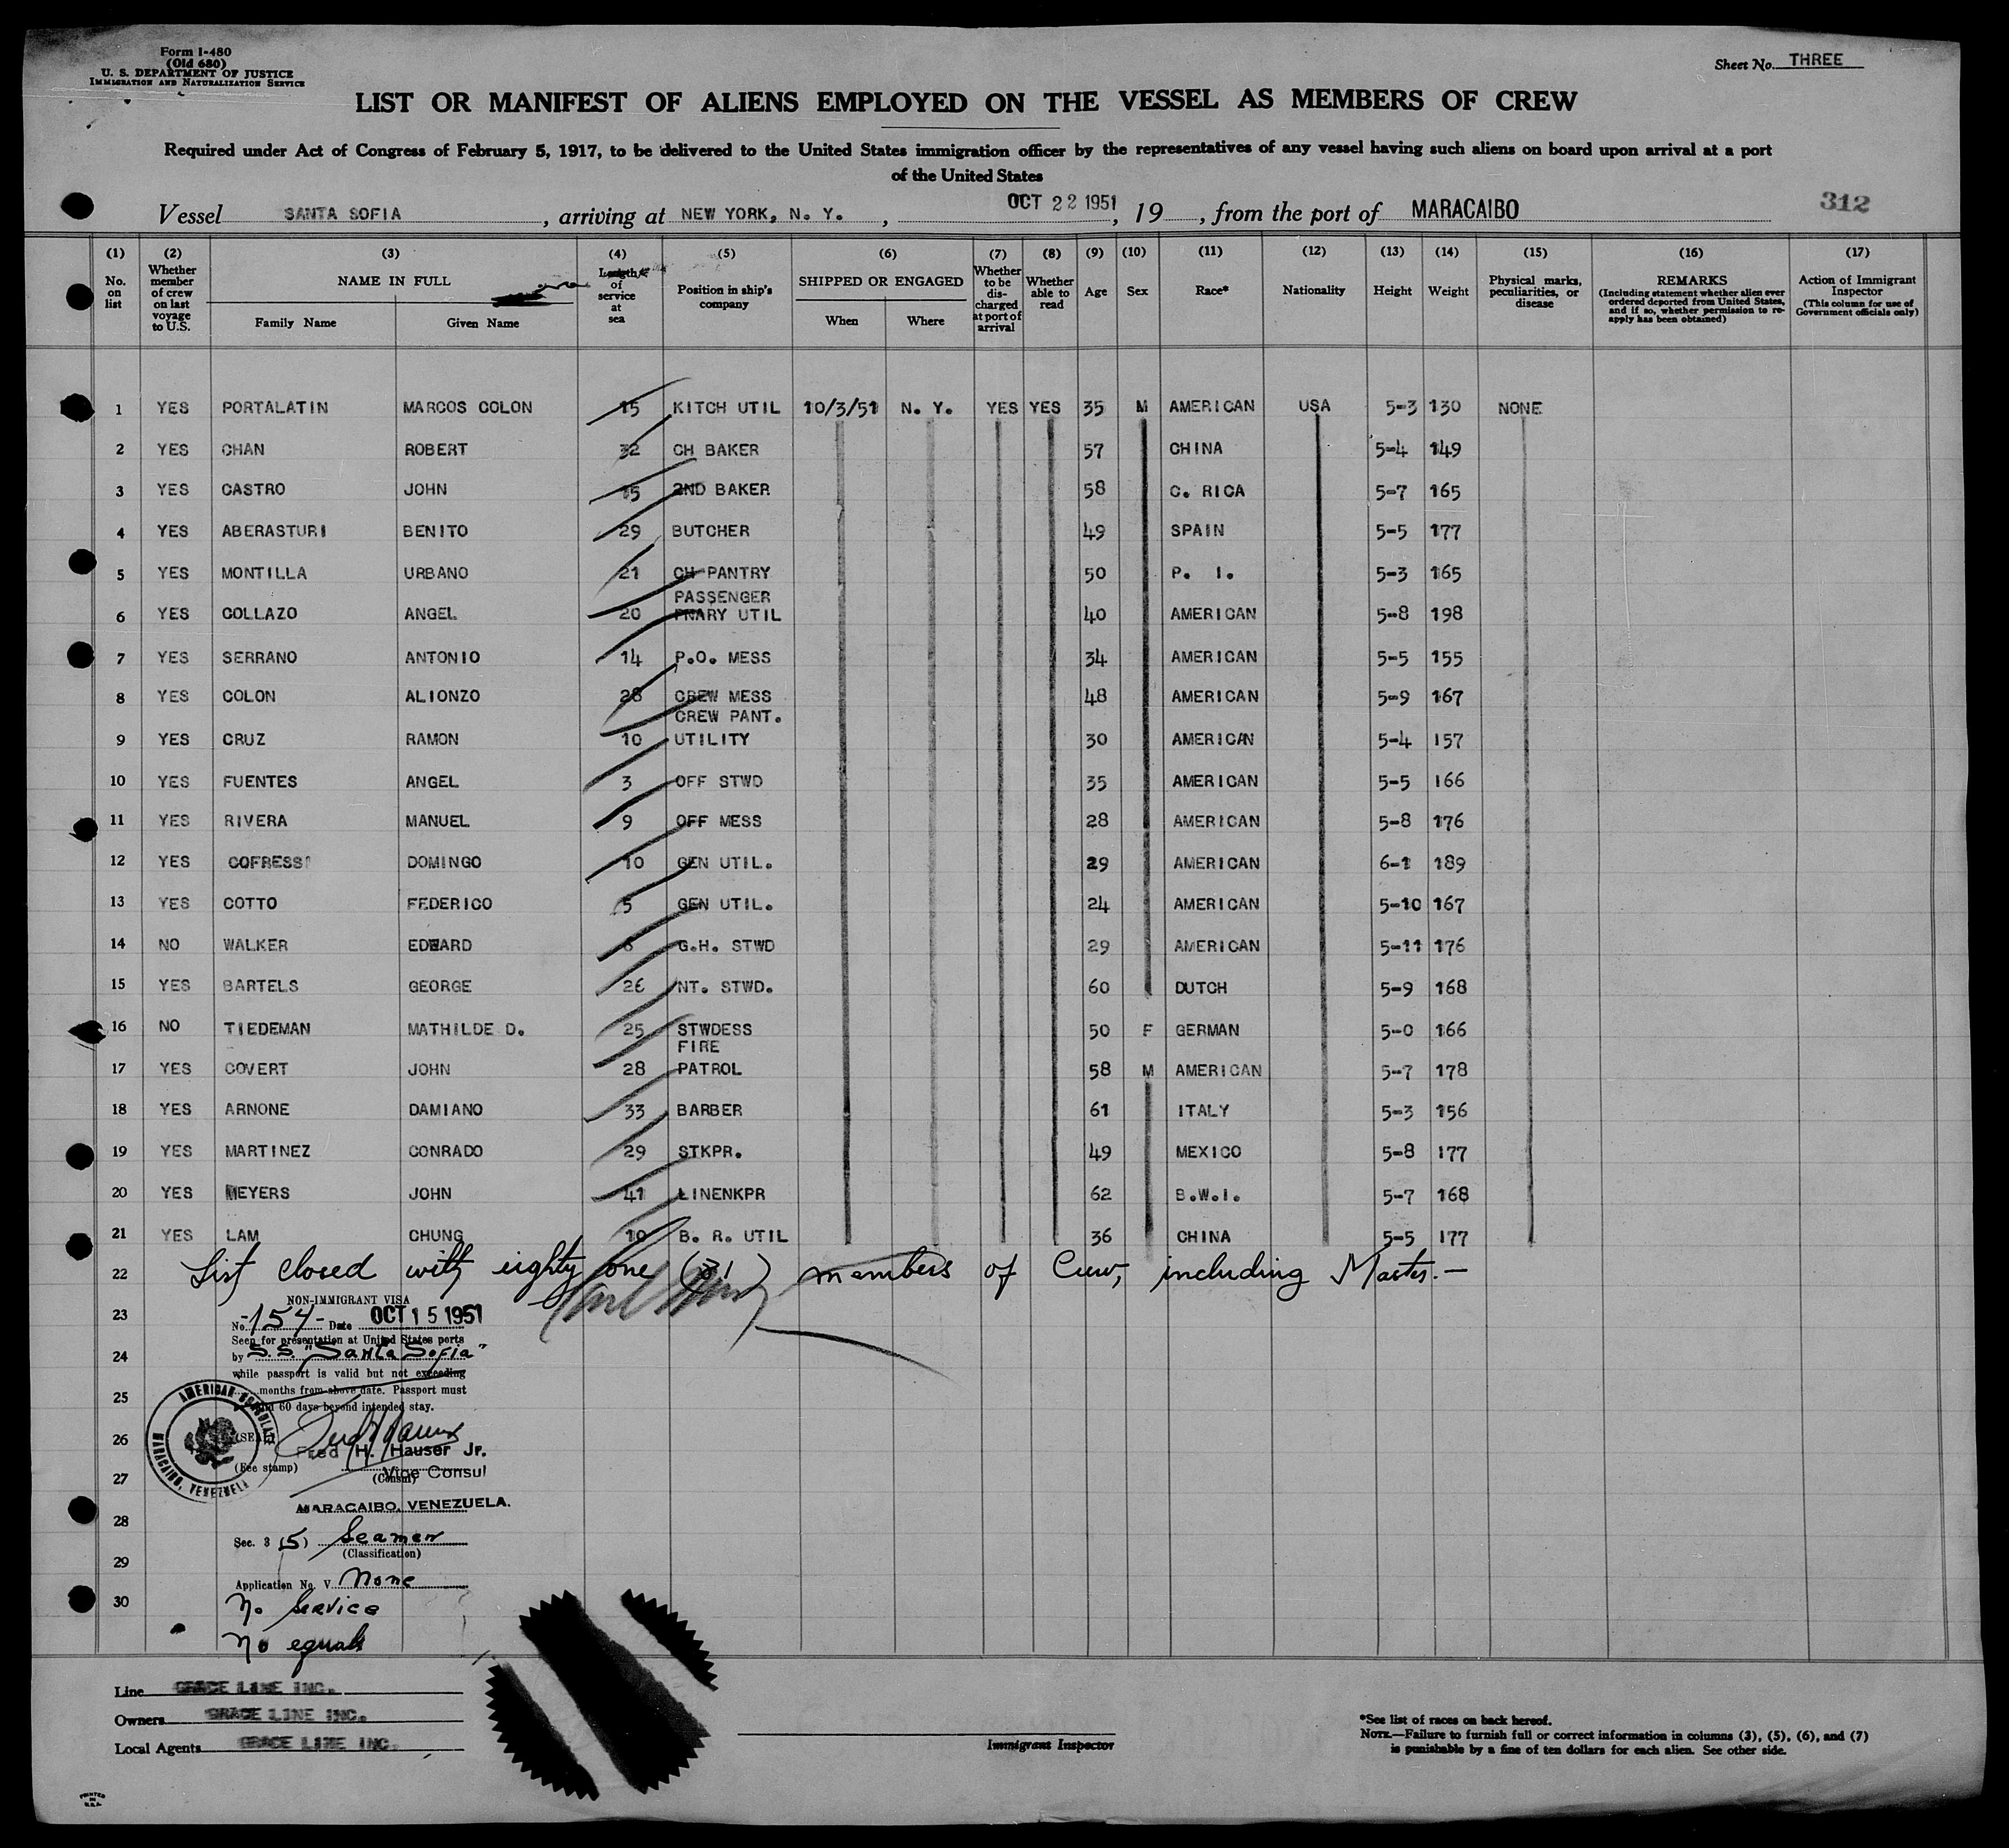 Form I-480
(Old 680)
U. S. DEPARTMENT OF JUSTICE
IMMIGRATION AND NATURALIZATION SERVICE
Sheet No. THREE
LIST OR MANIFEST OF ALIENS EMPLOYED ON THE VESSEL AS MEMBERS OF CREW
Required under Act of Congress of February 5, 1917, to be delivered to the United States immigration officer by the representatives of any vessel having such aliens on board upon arrival at a port
of the United States
Vessel SANTA SOFIA, arriving at NEW YORK, N. Y., OCT 22 1951, 19, from the port of MARACAIBO 312
(1) No. on list
(2) Whether member of crew on last voyage to U.S.
(3) NAME IN FULL
Family Name Given Name
(4) Length of service at sea
(5) Position in ship's company
(6) SHIPPED OR ENGAGED
When Where
(7) Whether to be discharged at port of arrival
(8) Whether able to read
(9) Age
(10) Sex
(11) Race*
(12) Nationality
(13) Height
(14) Weight
(15) Physical marks, peculiarities, or disease
(16) REMARKS
(Including statement whether alien ever ordered deported from United States, and if so, whether permission to re-apply has been obtained)
(17) Action of Immigrant Inspector
(This column for use of Government officials only)
1 YES PORTALATIN MARCOS COLON 15 KITCH UTIL 10/3/51 N. Y. YES YES 35 M AMERICAN USA 5-3 130 NONE
2 YES CHAN ROBERT 32 CH BAKER 57 CHINA 5-4 149
3 YES CASTRO JOHN 15 2ND BAKER 58 C. RICA 5-7 165
4 YES ABERASTURI BENITO 29 BUTCHER 49 SPAIN 5-5 177
5 YES MONTILLA URBANO 21 CH PANTRY 50 P. I. 5-3 165
PASSENGER
6 YES COLLAZO ANGEL 20 PNARY UTIL 40 AMERICAN 5-8 198
7 YES SERRANO ANTONIO 14 P.O. MESS 34 AMERICAN 5-5 155
8 YES COLON ALIONZO 28 CREW MESS 48 AMERICAN 5-9 167
CREW PANT.
9 YES CRUZ RAMON 10 UTILITY 30 AMERICAN 5-4 157
10 YES FUENTES ANGEL 3 OFF STWD 35 AMERICAN 5-5 166
11 YES RIVERA MANUEL 9 OFF MESS 28 AMERICAN 5-8 176
12 YES COFRESSI DOMINGO 10 GEN UTIL. 29 AMERICAN 6-1 189
13 YES COTTO FEDERICO 5 GEN UTIL. 24 AMERICAN 5-10 167
14 NO WALKER EDWARD 6 G.H. STWD 29 AMERICAN 5-11 176
15 YES BARTELS GEORGE 26 NT. STWD. 60 DUTCH 5-9 168
16 NO TIEDEMAN MATHILDE D. 25 STWDESS 50 F GERMAN 5-0 166
FIRE
17 YES COVERT JOHN 28 PATROL 58 M AMERICAN 5-7 178
18 YES ARNONE DAMIANO 33 BARBER 61 ITALY 5-3 156
19 YES MARTINEZ CONRADO 29 STKPR. 49 MEXICO 5-8 177
20 YES MEYERS JOHN 41 LINENKPR 62 B.W.I. 5-7 168
21 YES LAM CHUNG 10 B. R. UTIL 36 CHINA 5-5 177
22 List closed with eighty one (81) members of Crew, including Master.—
NON-IMMIGRANT VISA
23 No. -154- Date OCT 15 1951
Seen for presentation at United States ports
24 by S.S. "Santa Sofia"
while passport is valid but not exceeding
months from above date. Passport must
25 60 days beyond intended stay.
26 (SEAL)
Fred H. Hauser Jr.
(Fee stamp) Vice Consul
27 (Consul)
AMERICAN CONSULATE MARACAIBO, VENEZUELA
MARACAIBO, VENEZUELA.
28 Sec. 3 (5) Seamen
29 (Classification)
Application No. V None
30 No Service
No equals
Line GRACE LINE INC.
Owners GRACE LINE INC.
Local Agents GRACE LINE INC.
Immigrant Inspector
*See list of races on back hereof.
NOTE.—Failure to furnish full or correct information in columns (3), (5), (6), and (7)
is punishable by a fine of ten dollars for each alien. See other side.
PRINTED IN U.S.A.